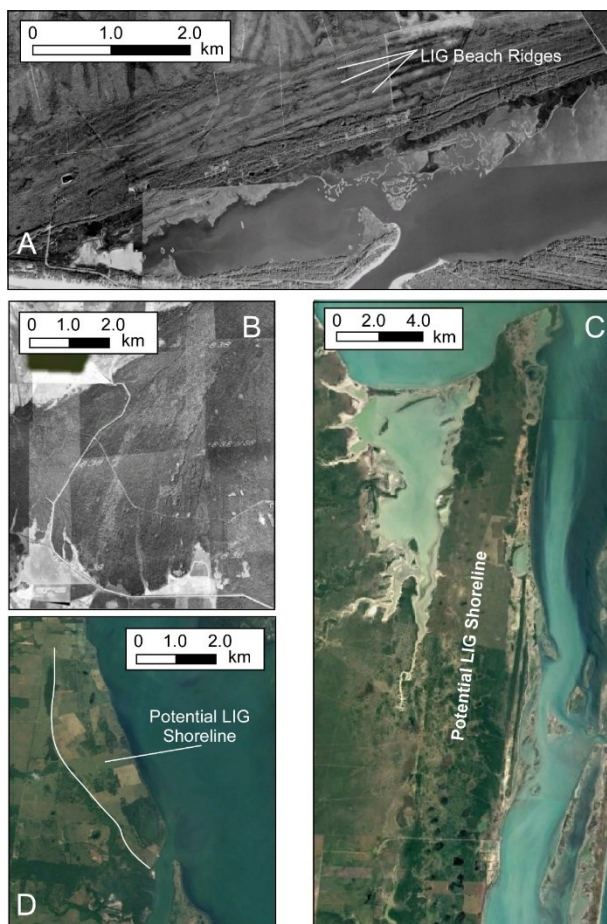 0 1.0 2.0
km
LIG Beach Ridges
A
0 1.0 2.0
km
B
0 2.0 4.0
km
C
Potential LIG Shoreline
0 1.0 2.0
km
Potential LIG
Shoreline
D